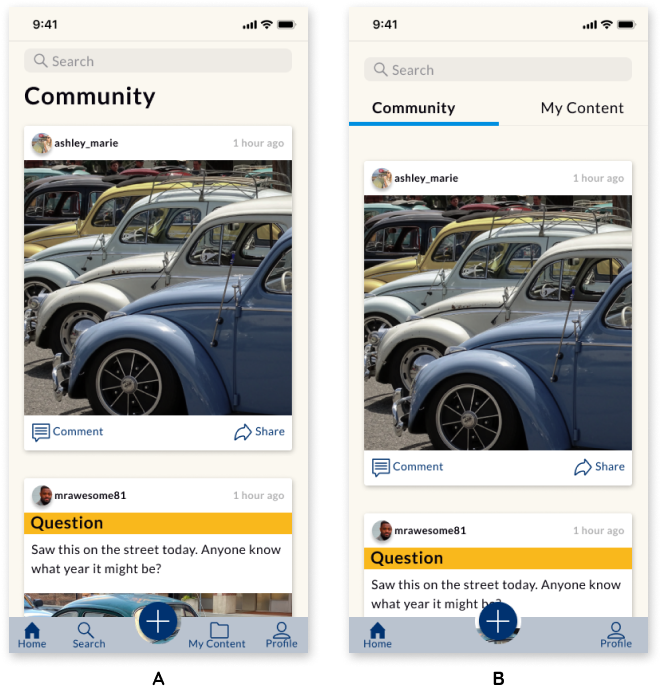 9:41
Search
Community
ashley_marie 1 hour ago
Comment Share
mrawesome81 1 hour ago
Question
Saw this on the street today. Anyone know
what year it might be?
Home Search My Content Profile
A
9:41
Search
Community My Content
ashley_marie 1 hour ago
Comment Share
mrawesome81 1 hour ago
Question
Saw this on the street today. Anyone know
what year it might be?
Home Profile
B